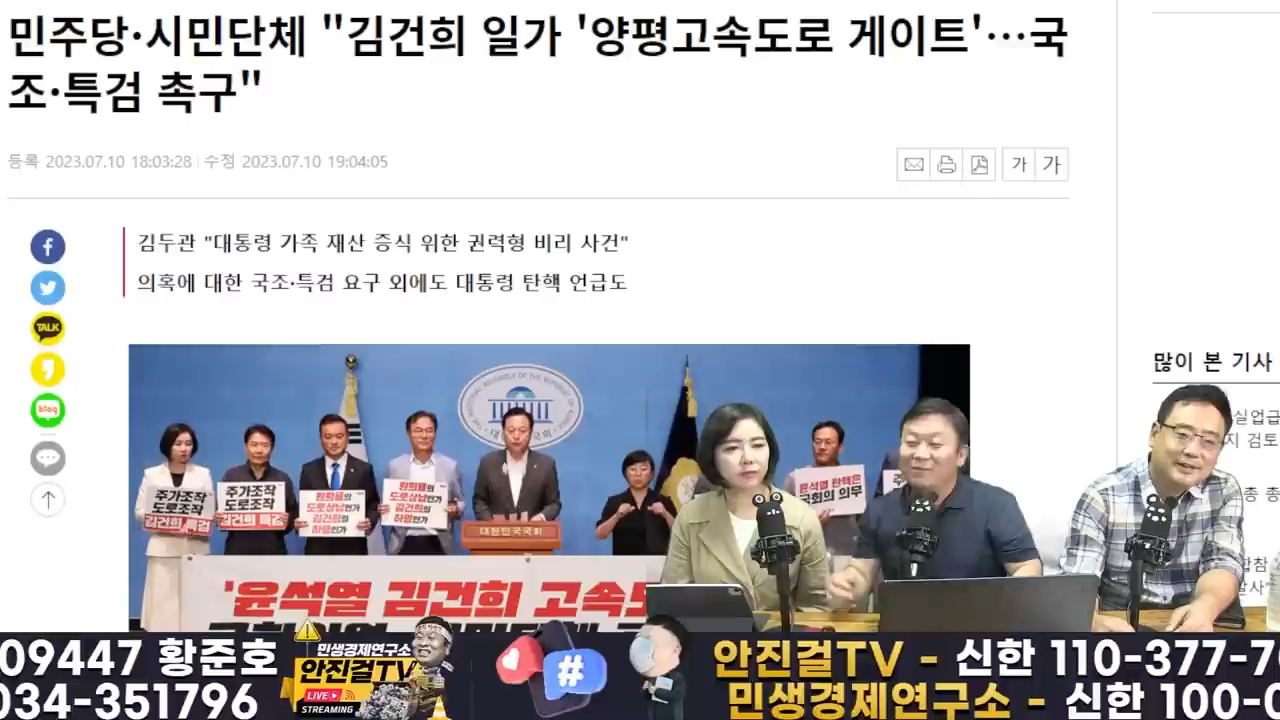 민주당·시민단체 "김건희 일가 '양평고속도로 게이트'…국
조·특검 촉구"
등록 2023.07.10 18:03:28 | 수정 2023.07.10 19:04:05
가 가
김두관 "대통령 가족 재산 증식 위한 권력형 비리 사건"
의혹에 대한 국조·특검 요구 외에도 대통령 탄핵 언급도
TALK
blog
많이 본 기사
실업급
지 검토
총 총
합참
주가조작
도로조작
김건희 특검
주가조작
도로조작
김건희 특검
원희룡의
도로상납인가
김건희의
하명인가
원희룡의
도로상납인가
김건희의
하명인가
대한민국국회
윤석열 탄핵은
국회의 의무
'윤석열 김건희 고속도
09447 황준호
034-351796
민생경제연구소
안진걸TV
LIVE
STREAMING
#
안진걸TV - 신한 110-377-7
민생경제연구소 - 신한 100-